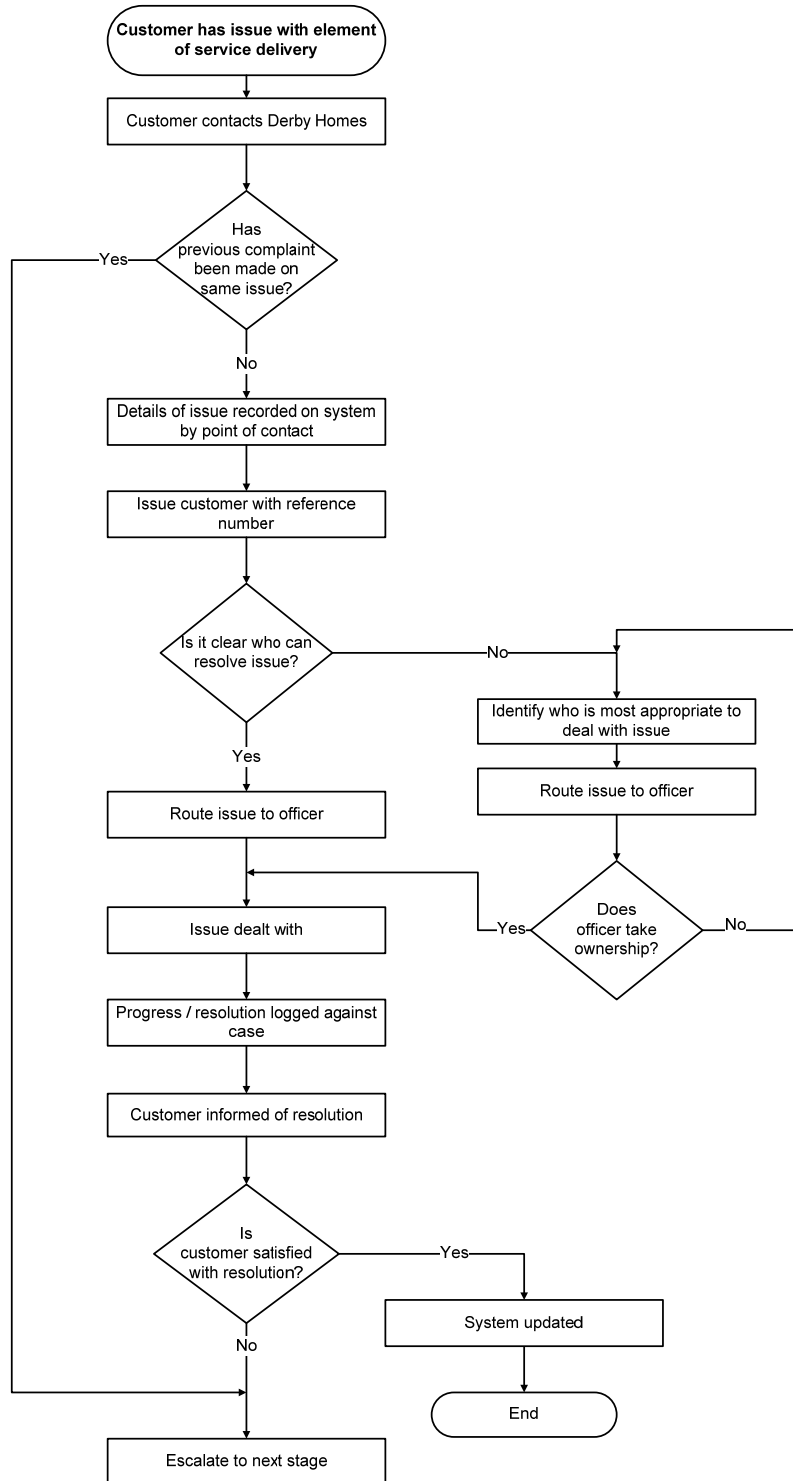 Customer has issue with element
of service delivery
Customer contacts Derby Homes
Has
previous complaint
been made on
same issue?
Yes
No
Details of issue recorded on system
by point of contact
Issue customer with reference
number
Is it clear who can
resolve issue?
No
Yes
Identify who is most appropriate to
deal with issue
Route issue to officer
Route issue to officer
Does
officer take
ownership?
Yes
No
Issue dealt with
Progress / resolution logged against
case
Customer informed of resolution
Is
customer satisfied
with resolution?
Yes
No
System updated
End
Escalate to next stage